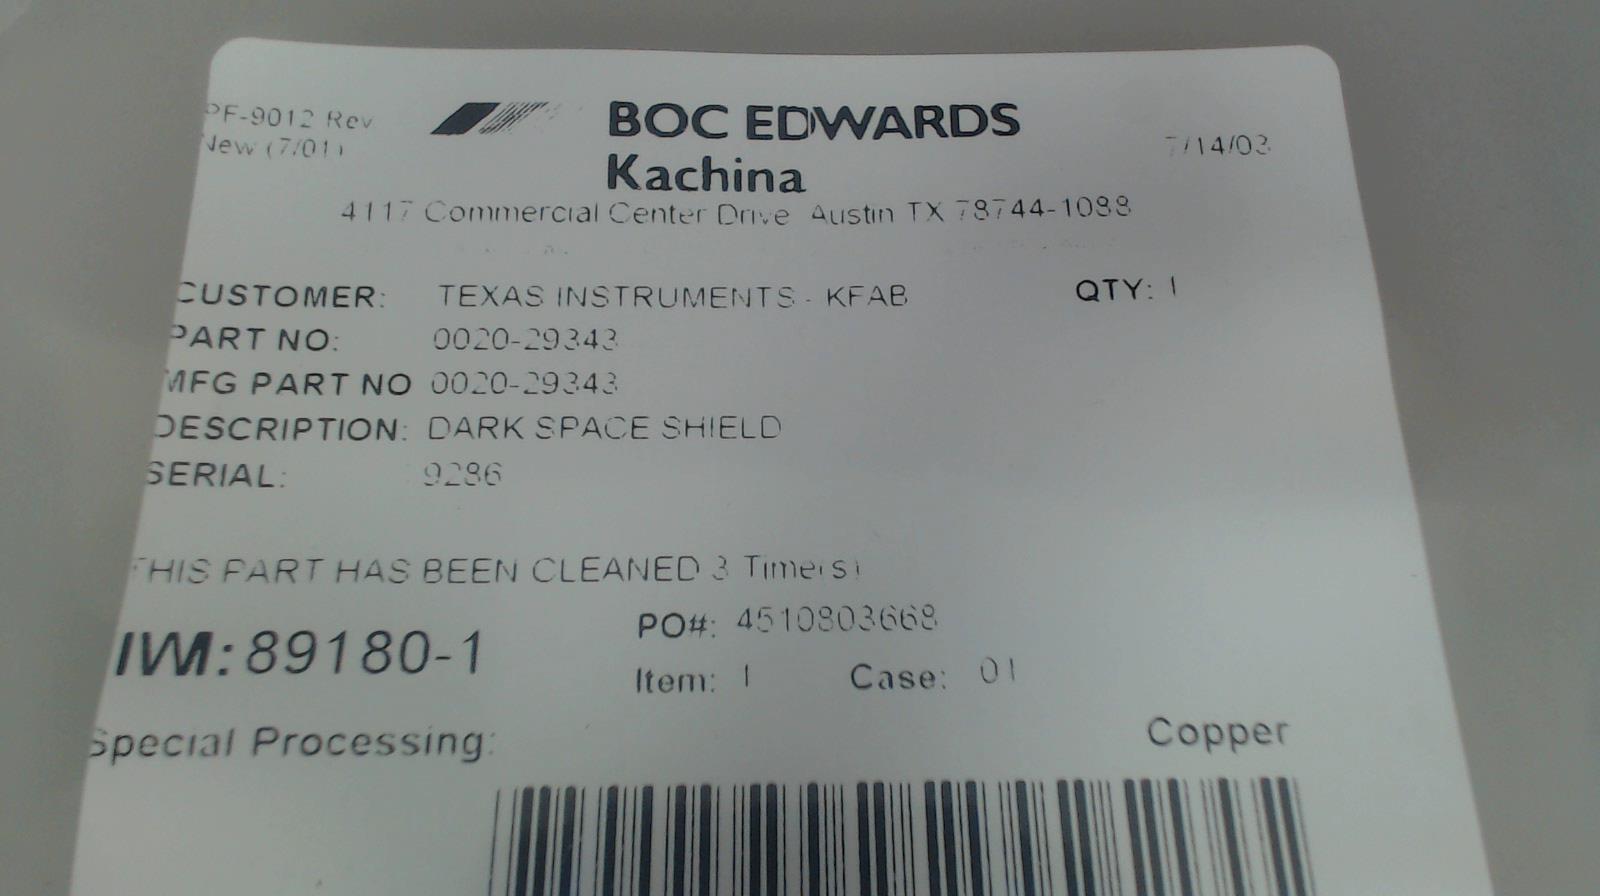 PF-9012 Rev
New (7/01)
BOC EDWARDS
Kachina
7/14/03
4117 Commercial Center Drive Austin TX 78744-1088
CUSTOMER: TEXAS INSTRUMENTS - KFAB QTY: 1
PART NO: 0020-29343
MFG PART NO 0020-29343
DESCRIPTION: DARK SPACE SHIELD
SERIAL: 9286
THIS PART HAS BEEN CLEANED 3 Time(s)
IWI: 89180-1
PO#: 4510803668
Item: 1 Case: 01
Special Processing: Copper